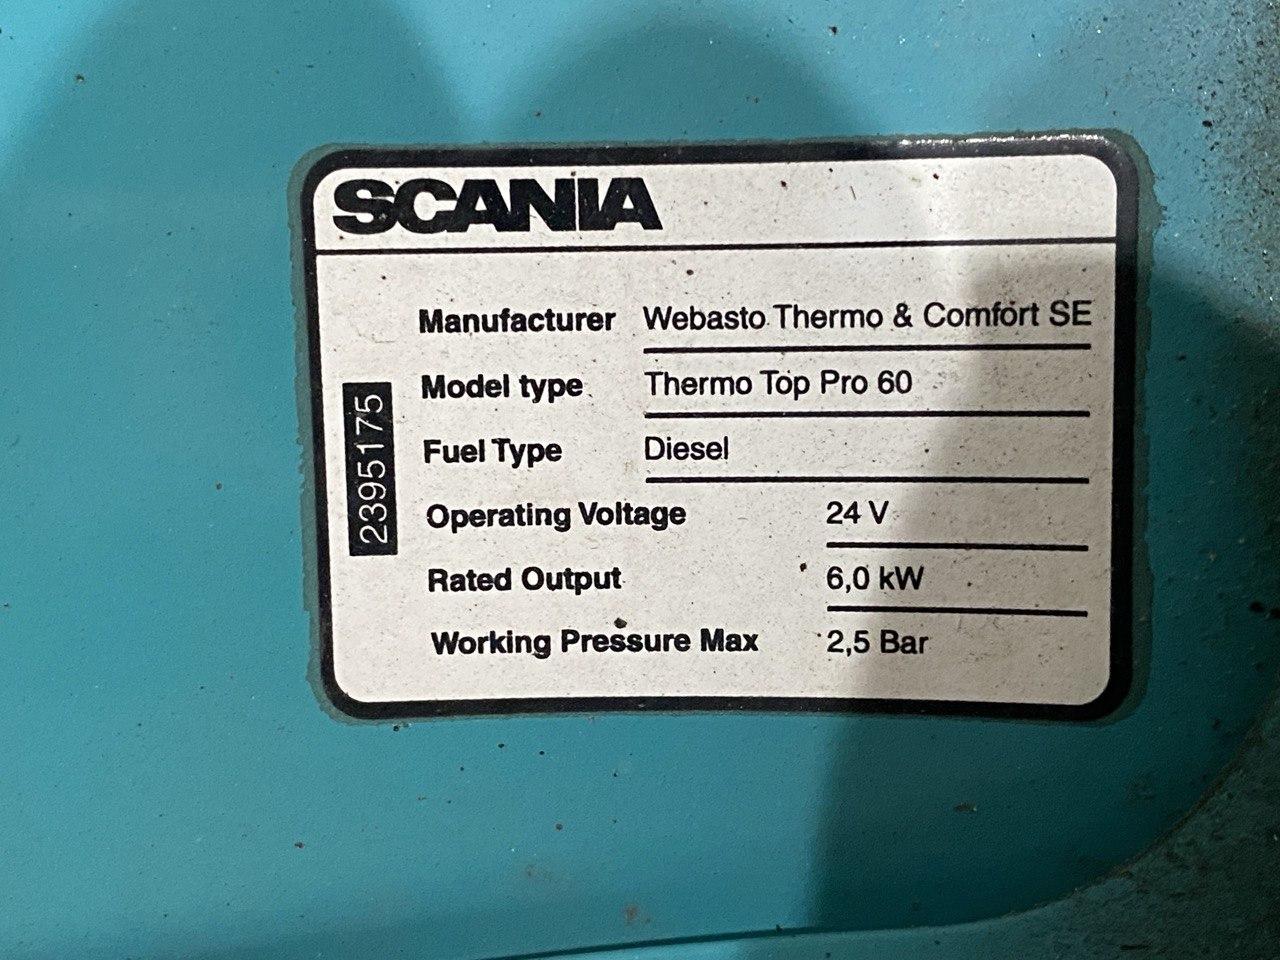 SCANIA
Manufacturer Webasto Thermo & Comfort SE
Model type Thermo Top Pro 60
Fuel Type Diesel
Operating Voltage 24 V
Rated Output 6,0 kW
Working Pressure Max 2,5 Bar
2395175